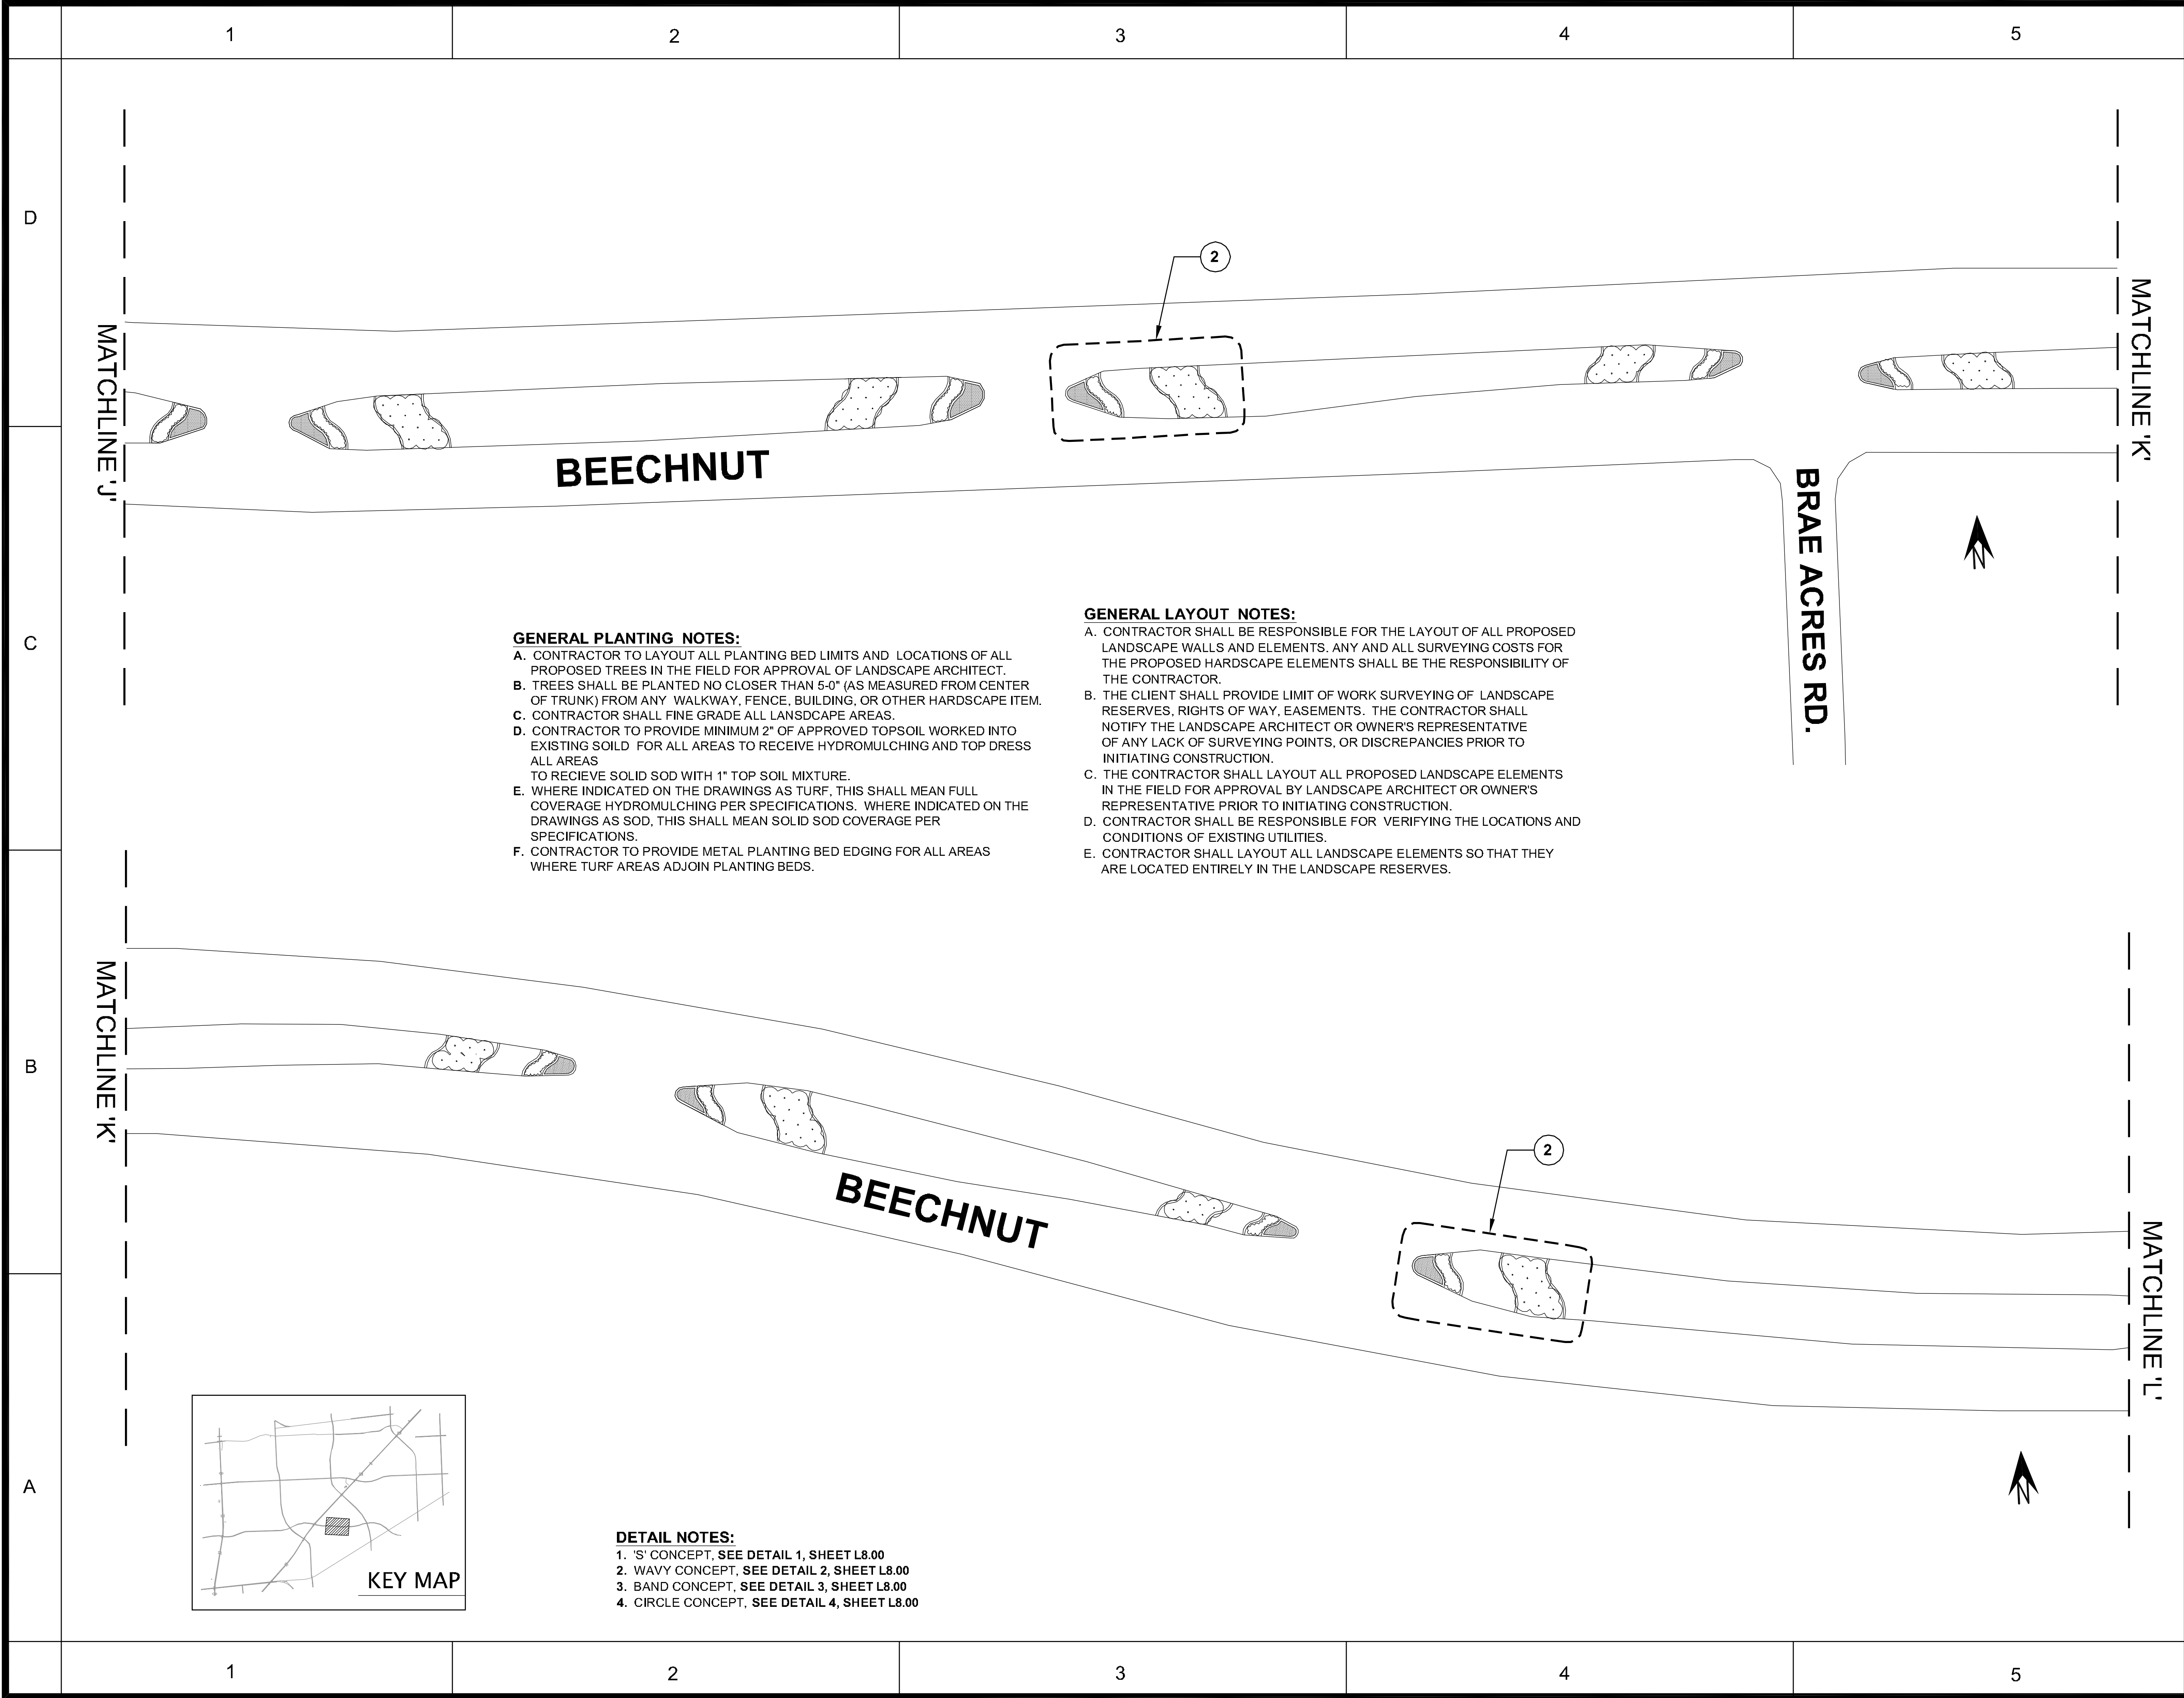 1 2 3 4 5
D
2
MATCHLINE 'J'
MATCHLINE 'K'
BEECHNUT
BRAE ACRES RD.
N
C
GENERAL PLANTING NOTES:
A. CONTRACTOR TO LAYOUT ALL PLANTING BED LIMITS AND LOCATIONS OF ALL
PROPOSED TREES IN THE FIELD FOR APPROVAL OF LANDSCAPE ARCHITECT.
B. TREES SHALL BE PLANTED NO CLOSER THAN 5-0" (AS MEASURED FROM CENTER
OF TRUNK) FROM ANY WALKWAY, FENCE, BUILDING, OR OTHER HARDSCAPE ITEM.
C. CONTRACTOR SHALL FINE GRADE ALL LANSDCAPE AREAS.
D. CONTRACTOR TO PROVIDE MINIMUM 2" OF APPROVED TOPSOIL WORKED INTO
EXISTING SOILD FOR ALL AREAS TO RECEIVE HYDROMULCHING AND TOP DRESS
ALL AREAS
TO RECIEVE SOLID SOD WITH 1" TOP SOIL MIXTURE.
E. WHERE INDICATED ON THE DRAWINGS AS TURF, THIS SHALL MEAN FULL
COVERAGE HYDROMULCHING PER SPECIFICATIONS. WHERE INDICATED ON THE
DRAWINGS AS SOD, THIS SHALL MEAN SOLID SOD COVERAGE PER
SPECIFICATIONS.
F. CONTRACTOR TO PROVIDE METAL PLANTING BED EDGING FOR ALL AREAS
WHERE TURF AREAS ADJOIN PLANTING BEDS.
GENERAL LAYOUT NOTES:
A. CONTRACTOR SHALL BE RESPONSIBLE FOR THE LAYOUT OF ALL PROPOSED
LANDSCAPE WALLS AND ELEMENTS. ANY AND ALL SURVEYING COSTS FOR
THE PROPOSED HARDSCAPE ELEMENTS SHALL BE THE RESPONSIBILITY OF
THE CONTRACTOR.
B. THE CLIENT SHALL PROVIDE LIMIT OF WORK SURVEYING OF LANDSCAPE
RESERVES, RIGHTS OF WAY, EASEMENTS. THE CONTRACTOR SHALL
NOTIFY THE LANDSCAPE ARCHITECT OR OWNER'S REPRESENTATIVE
OF ANY LACK OF SURVEYING POINTS, OR DISCREPANCIES PRIOR TO
INITIATING CONSTRUCTION.
C. THE CONTRACTOR SHALL LAYOUT ALL PROPOSED LANDSCAPE ELEMENTS
IN THE FIELD FOR APPROVAL BY LANDSCAPE ARCHITECT OR OWNER'S
REPRESENTATIVE PRIOR TO INITIATING CONSTRUCTION.
D. CONTRACTOR SHALL BE RESPONSIBLE FOR VERIFYING THE LOCATIONS AND
CONDITIONS OF EXISTING UTILITIES.
E. CONTRACTOR SHALL LAYOUT ALL LANDSCAPE ELEMENTS SO THAT THEY
ARE LOCATED ENTIRELY IN THE LANDSCAPE RESERVES.
B
MATCHLINE 'K'
BEECHNUT
2
MATCHLINE 'L'
N
A
KEY MAP
DETAIL NOTES:
1. 'S' CONCEPT, SEE DETAIL 1, SHEET L8.00
2. WAVY CONCEPT, SEE DETAIL 2, SHEET L8.00
3. BAND CONCEPT, SEE DETAIL 3, SHEET L8.00
4. CIRCLE CONCEPT, SEE DETAIL 4, SHEET L8.00
1 2 3 4 5